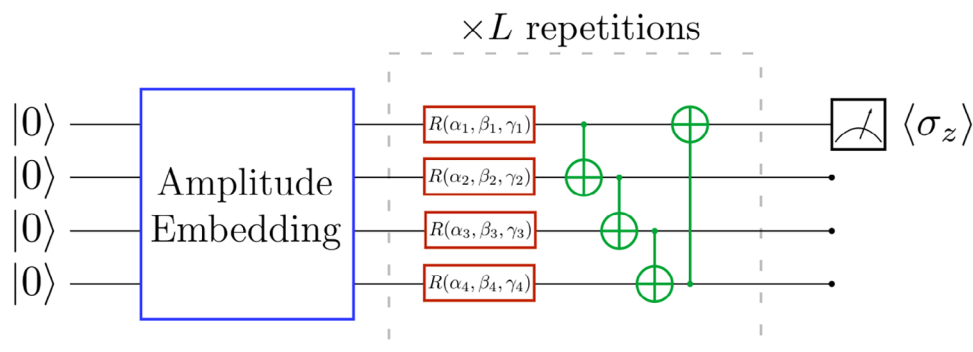 ×L repetitions
|0⟩ R(α₁, β₁, γ₁) ⟨σ_z⟩
|0⟩ Amplitude R(α₂, β₂, γ₂)
|0⟩ Embedding R(α₃, β₃, γ₃)
|0⟩ R(α₄, β₄, γ₄)